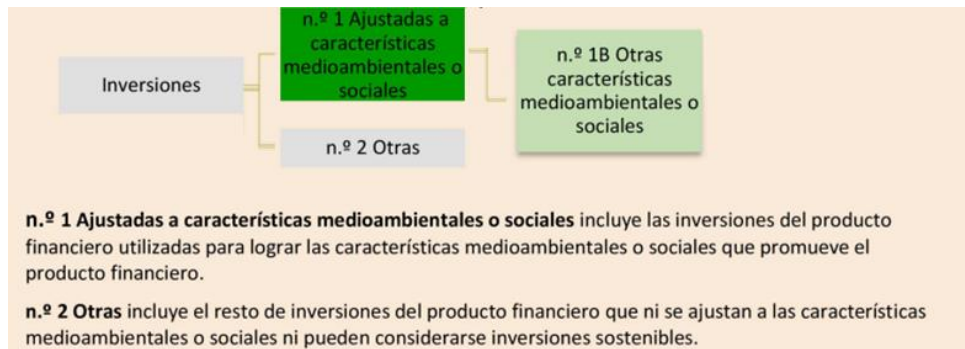 n.º 1 Ajustadas a
características
medioambientales o
sociales
Inversiones
n.º 1B Otras
características
medioambientales o
sociales
n.º 2 Otras
n.º 1 Ajustadas a características medioambientales o sociales incluye las inversiones del producto
financiero utilizadas para lograr las características medioambientales o sociales que promueve el
producto financiero.
n.º 2 Otras incluye el resto de inversiones del producto financiero que ni se ajustan a las características
medioambientales o sociales ni pueden considerarse inversiones sostenibles.